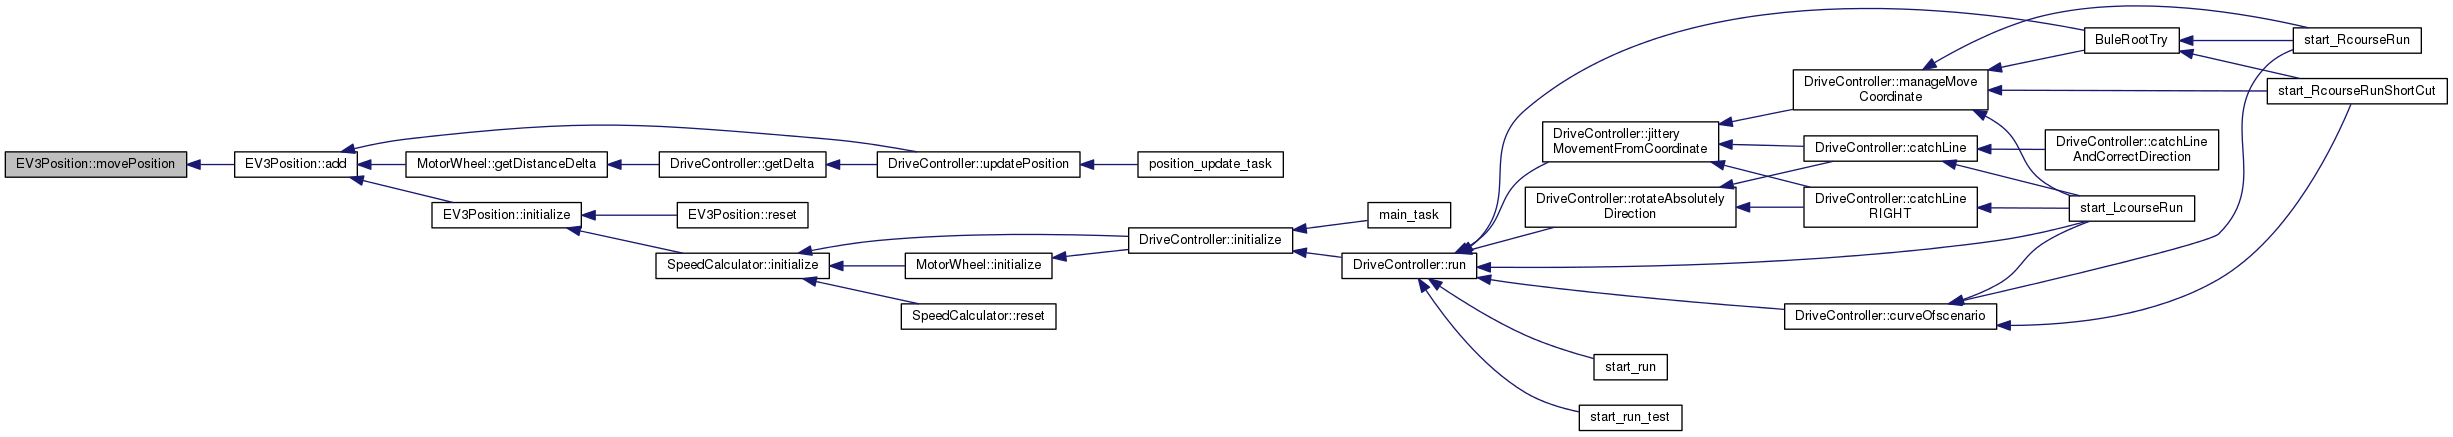 EV3Position::movePosition
EV3Position::add
MotorWheel::getDistanceDelta
DriveController::getDelta
DriveController::updatePosition
position_update_task
EV3Position::initialize
EV3Position::reset
SpeedCalculator::initialize
MotorWheel::initialize
SpeedCalculator::reset
DriveController::initialize
main_task
DriveController::run
DriveController::jittery
MovementFromCoordinate
DriveController::rotateAbsolutely
Direction
DriveController::manageMove
Coordinate
DriveController::catchLine
DriveController::catchLine
RIGHT
DriveController::curveOfscenario
start_run
start_run_test
BuleRootTry
DriveController::catchLine
AndCorrectDirection
start_LcourseRun
start_RcourseRun
start_RcourseRunShortCut